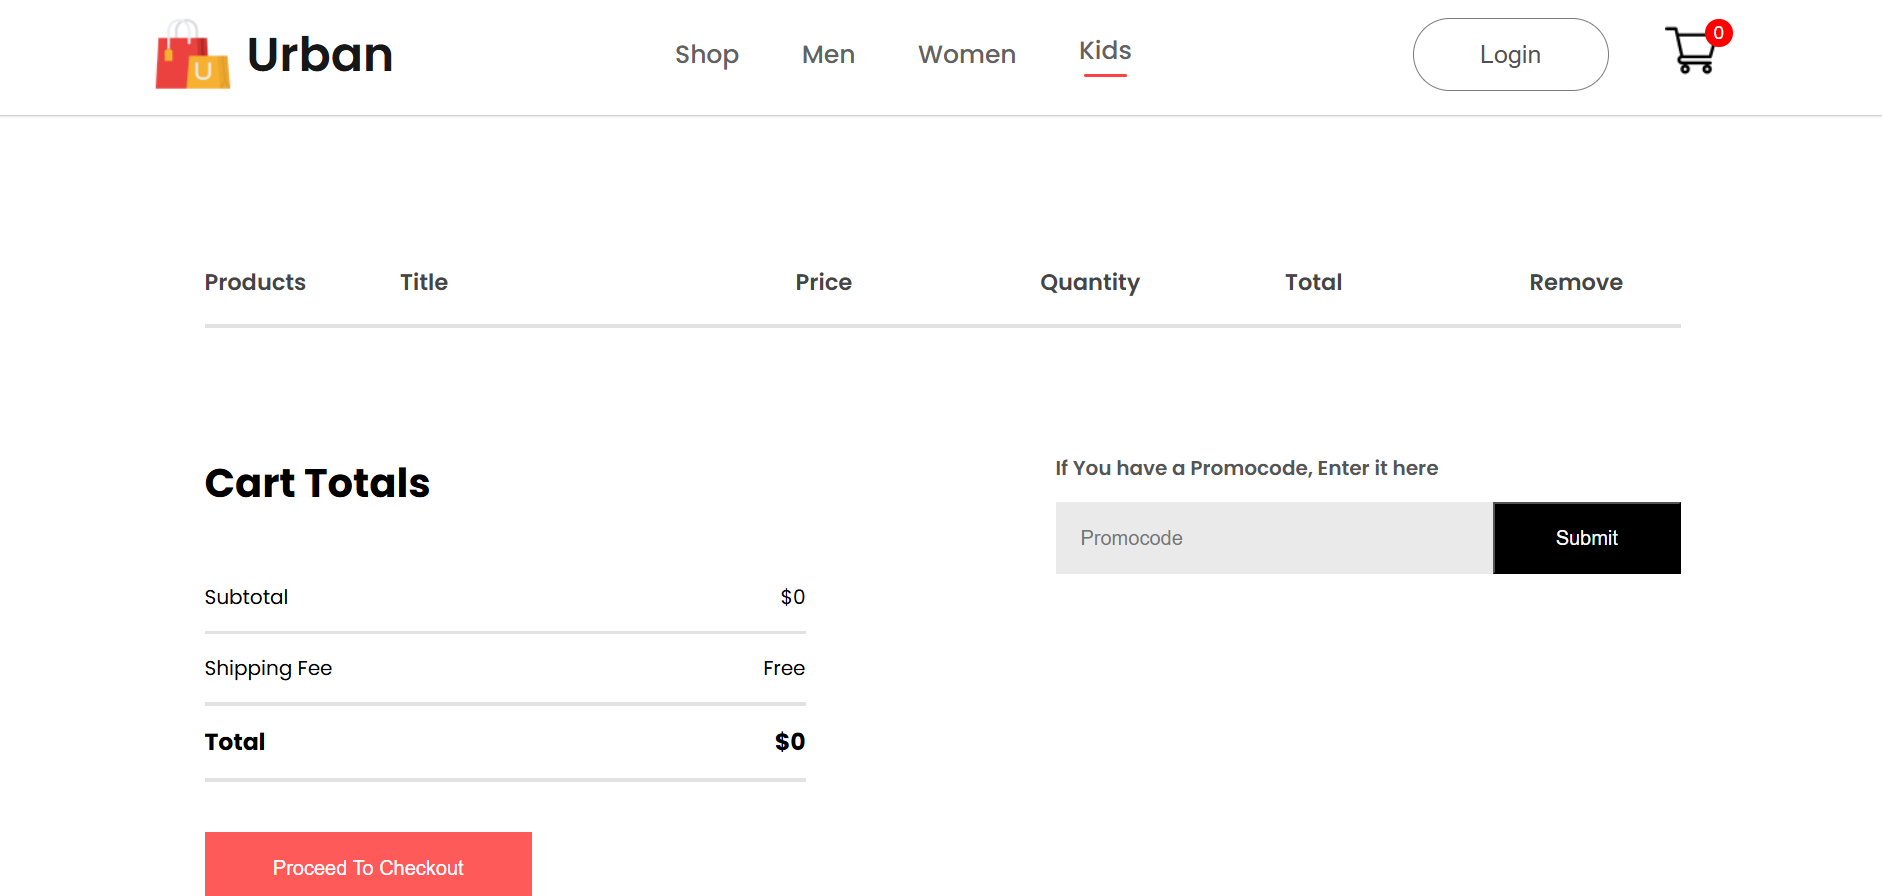 U Urban Shop Men Women Kids Login 0
Products Title Price Quantity Total Remove
Cart Totals
If You have a Promocode, Enter it here
Promocode Submit
Subtotal $0
Shipping Fee Free
Total $0
Proceed To Checkout